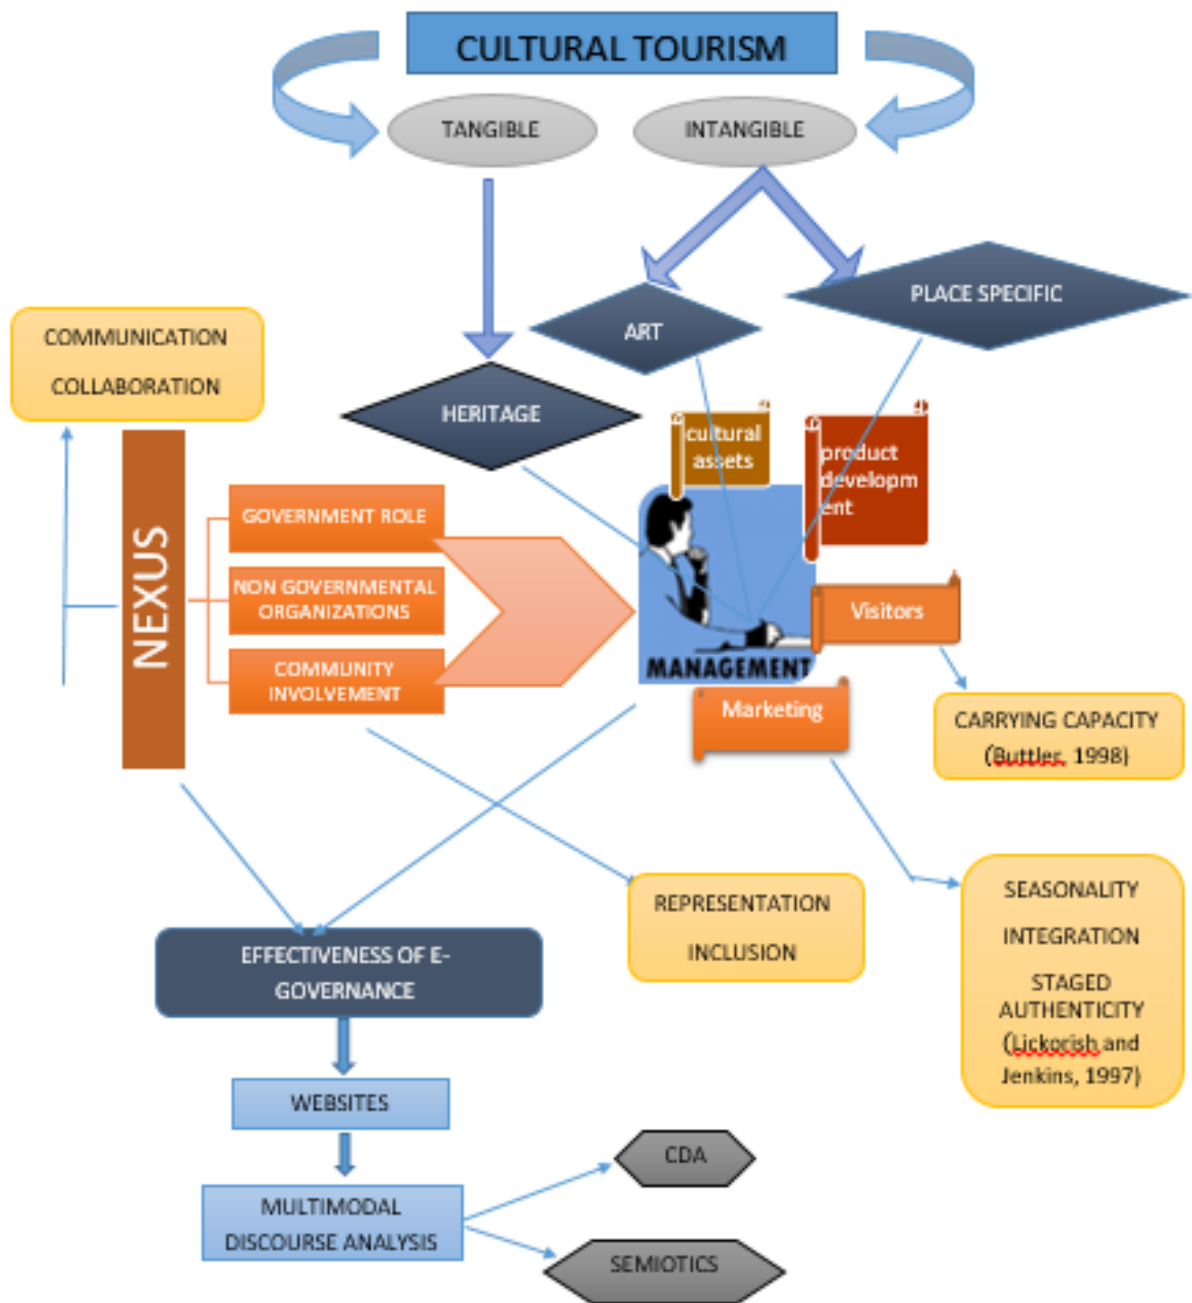 CULTURAL TOURISM
TANGIBLE
INTANGIBLE
PLACE SPECIFIC
ART
HERITAGE
COMMUNICATION
COLLABORATION
cultural
assets
product
developm
ent
NEXUS
GOVERNMENT ROLE
NON GOVERNMENTAL
ORGANIZATIONS
COMMUNITY
INVOLVEMENT
MANAGEMENT
Visitors
Marketing
CARRYING CAPACITY
(Buttler, 1998)
REPRESENTATION
INCLUSION
SEASONALITY
INTEGRATION
STAGED
AUTHENTICITY
(Lickorish and
Jenkins, 1997)
EFFECTIVENESS OF E-
GOVERNANCE
WEBSITES
MULTIMODAL
DISCOURSE ANALYSIS
CDA
SEMIOTICS